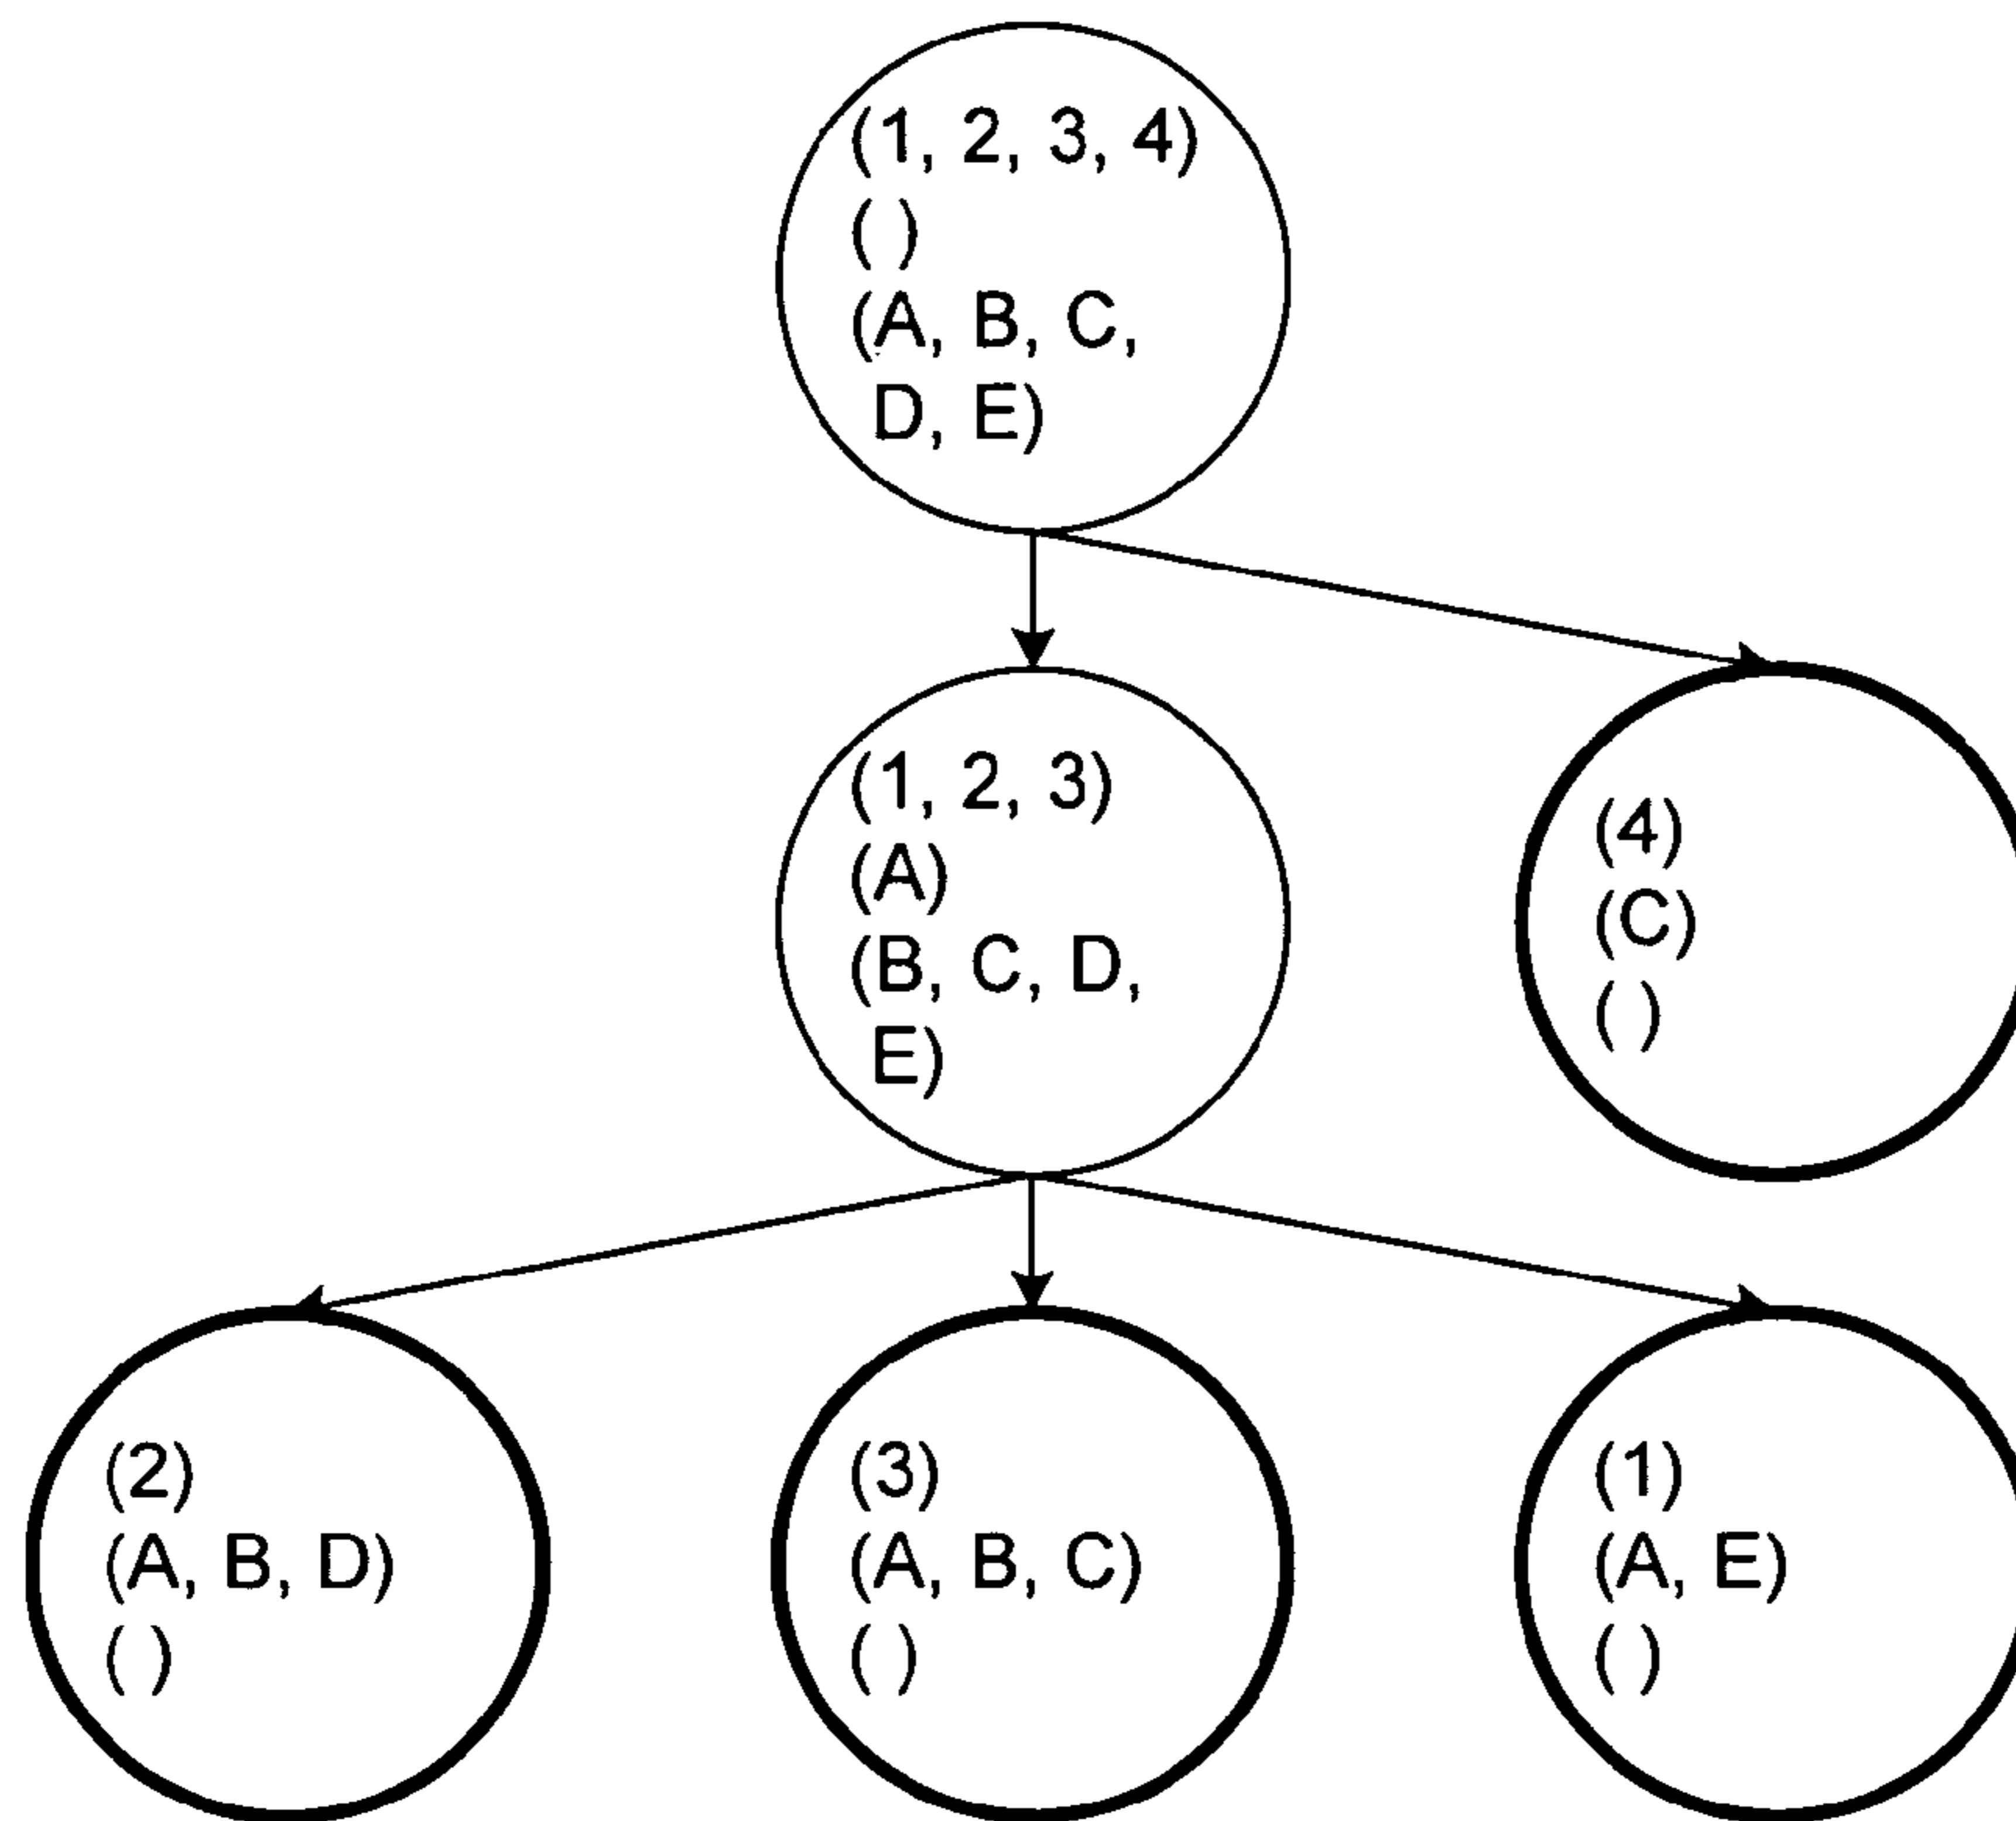 (1, 2, 3, 4)
( )
(A, B, C,
D, E)
(1, 2, 3)
(A)
(B, C, D,
E)
(4)
(C)
( )
(2)
(A, B, D)
( )
(3)
(A, B, C)
( )
(1)
(A, E)
( )